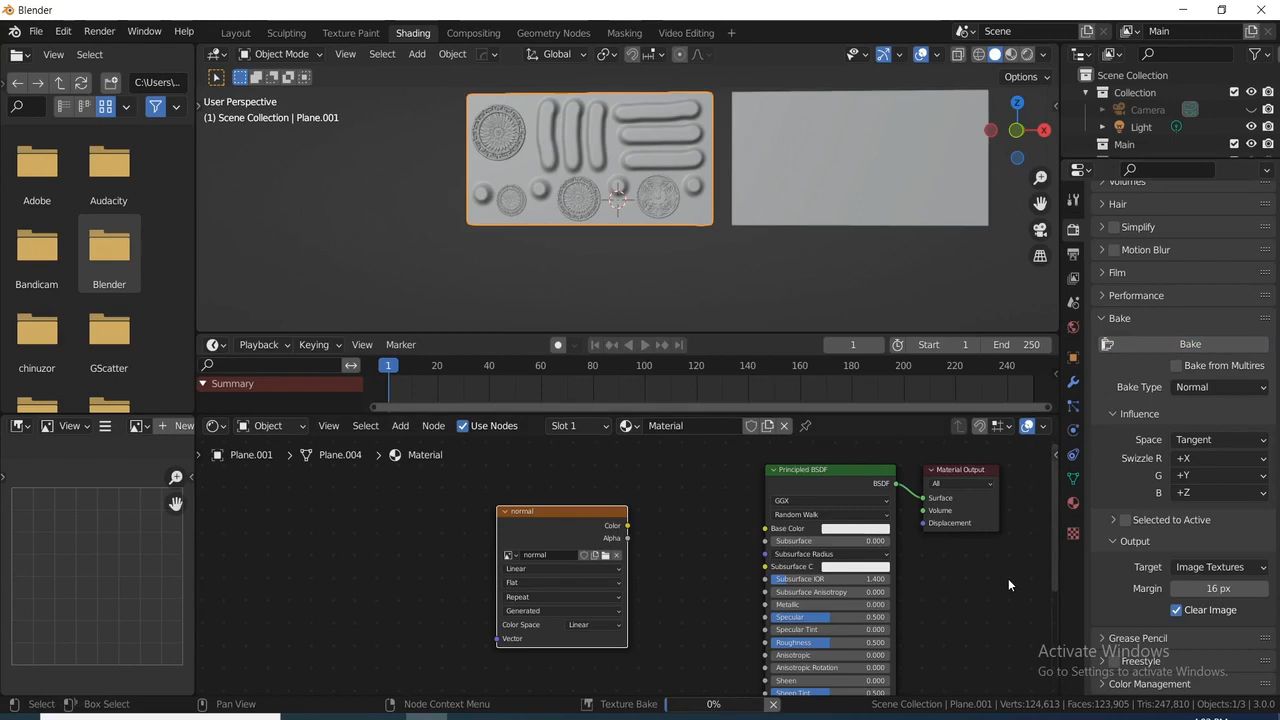 Blender
File Edit Render Window Help Layout Sculpting Texture Paint Shading Compositing Geometry Nodes Masking Video Editing + Scene Main
View Select Object Mode View Select Add Object Global
C:\Users\.. Options
User Perspective
(1) Scene Collection | Plane.001
Z
X
Scene Collection
Collection
Camera
Light
Main
Adobe Audacity
Bandicam Blender
chinuzor GScatter
Volumes
Hair
Simplify
Motion Blur
Film
Performance
Bake
Bake
Bake from Multires
Bake Type Normal
Influence
Space Tangent
Swizzle R +X
G +Y
B +Z
Selected to Active
Output
Target Image Textures
Margin 16 px
Clear Image
Grease Pencil
Freestyle
Color Management
Playback Keying View Marker 1 Start 1 End 250
1 20 40 60 80 100 120 140 160 180 200 220 240
Summary
View New
Object View Select Add Node Use Nodes Slot 1 Material
Plane.001 Plane.004 Material
normal
Color
Alpha
normal
Linear
Flat
Repeat
Generated
Color Space Linear
Vector
Principled BSDF
BSDF
GGX
Random Walk
Base Color
Subsurface 0.000
Subsurface Radius
Subsurface C
Subsurface IOR 1.400
Subsurface Anisotropy 0.000
Metallic 0.000
Specular 0.500
Specular Tint 0.000
Roughness 0.500
Anisotropic 0.000
Anisotropic Rotation 0.000
Sheen 0.000
Sheen Tint 0.500
Material Output
All
Surface
Volume
Displacement
Activate Windows
Go to Settings to activate Windows.
Select Box Select Pan View Node Context Menu Texture Bake 0% Scene Collection | Plane.001 Verts:124,613 | Faces:123,905 | Tris:247,810 | Objects:1/3 | 3.0.0